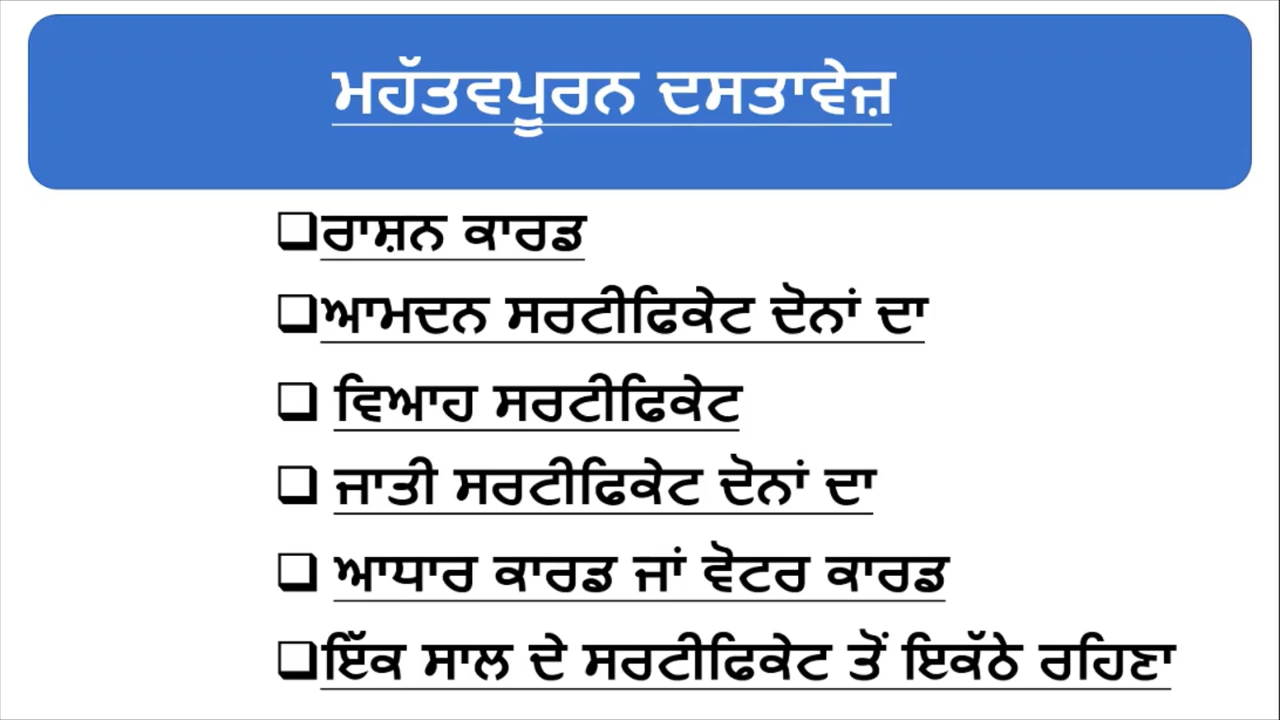 ਮਹੱਤਵਪੂਰਨ ਦਸਤਾਵੇਜ਼
ਰਾਸ਼ਨ ਕਾਰਡ
ਆਮਦਨ ਸਰਟੀਫਿਕੇਟ ਦੋਨਾਂ ਦਾ
ਵਿਆਹ ਸਰਟੀਫਿਕੇਟ
ਜਾਤੀ ਸਰਟੀਫਿਕੇਟ ਦੋਨਾਂ ਦਾ
ਆਧਾਰ ਕਾਰਡ ਜਾਂ ਵੋਟਰ ਕਾਰਡ
ਇੱਕ ਸਾਲ ਦੇ ਸਰਟੀਫਿਕੇਟ ਤੋਂ ਇਕੱਠੇ ਰਹਿਣਾ